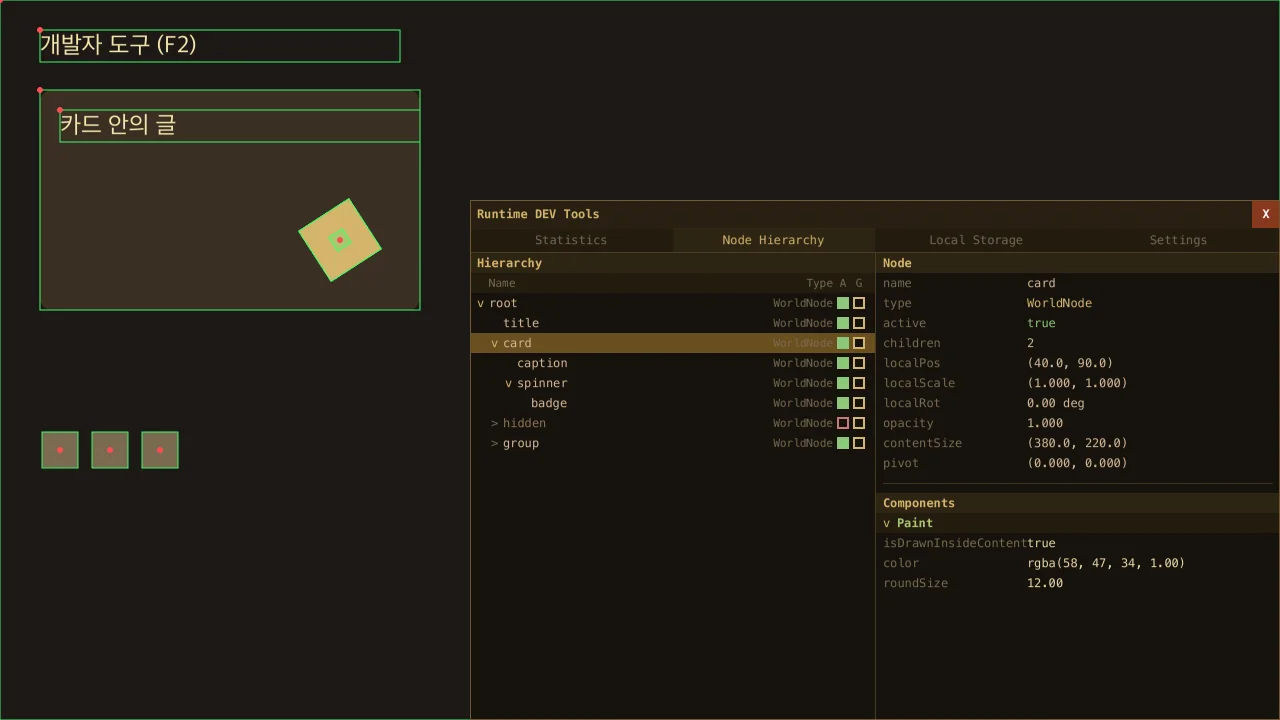 개발자 도구 (F2)
카드 안의 글
Runtime DEV Tools X
Statistics Node Hierarchy Local Storage Settings
Hierarchy
Name Type A G
v root WorldNode
title WorldNode
v card WorldNode
caption WorldNode
v spinner WorldNode
badge WorldNode
> hidden WorldNode
> group WorldNode
Node
name card
type WorldNode
active true
children 2
localPos (40.0, 90.0)
localScale (1.000, 1.000)
localRot 0.00 deg
opacity 1.000
contentSize (380.0, 220.0)
pivot (0.000, 0.000)
Components
v Paint
isDrawnInsideContent true
color rgba(58, 47, 34, 1.00)
roundSize 12.00